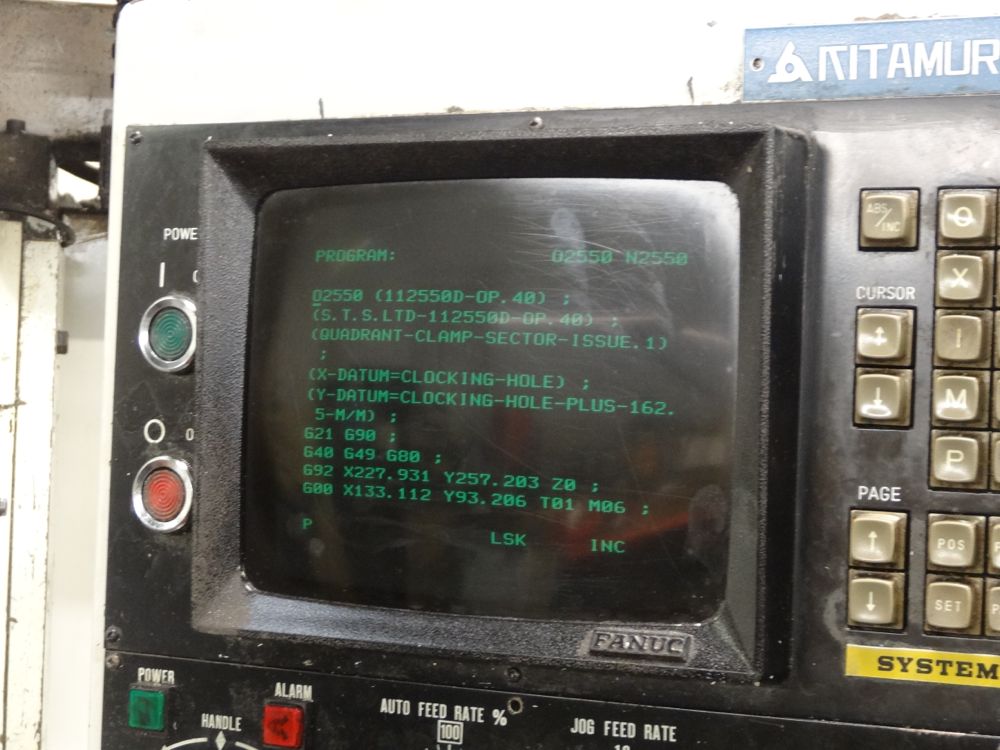 KITAMUR
PROGRAM: O2550 N2550
O2550 (112550D-OP.40) ;
(S.T.S.LTD-112550D-OP.40) ;
(QUADRANT-CLAMP-SECTOR-ISSUE.1)
;
(X-DATUM=CLOCKING-HOLE) ;
(Y-DATUM=CLOCKING-HOLE-PLUS-162.
5-M/M) ;
G21 G90 ;
G40 G49 G80 ;
G92 X227.931 Y257.203 Z0 ;
G00 X133.112 Y93.206 T01 M06 ;
P
LSK INC
FANUC
POWE
ABS/INC
O
X
CURSOR
I
M
P
PAGE
POS
SET
SYSTEM
POWER
ALARM
HANDLE
AUTO FEED RATE %
100
JOG FEED RATE